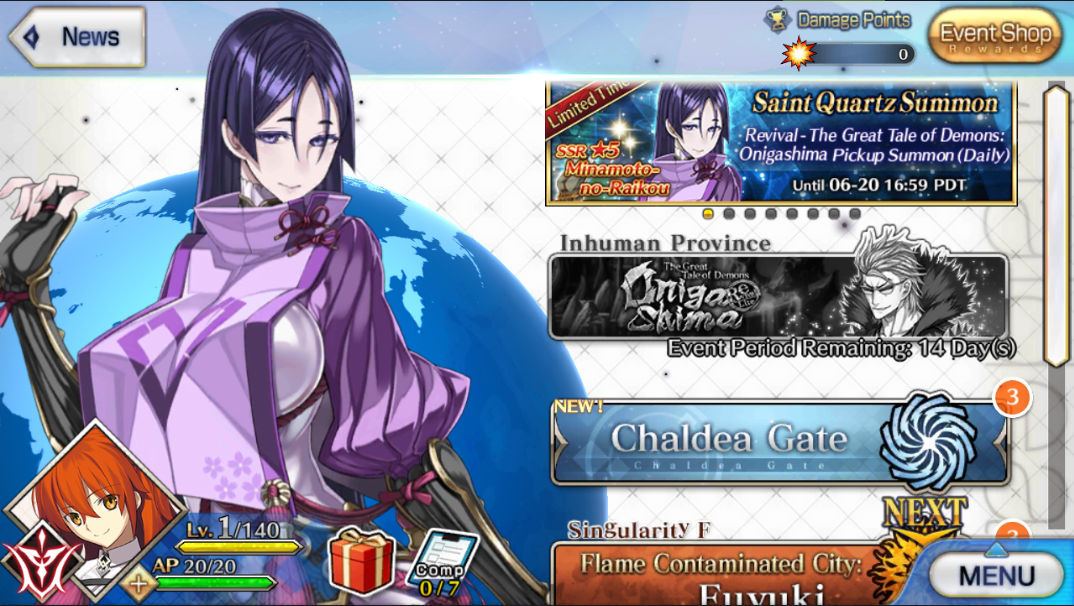 News
Damage Points
0
Event Shop
Rewards
Limited Time
Saint Quartz Summon
Revival - The Great Tale of Demons:
Onigashima Pickup Summon (Daily)
SSR ★5
Minamoto-
no-Raikou
Until 06-20 16:59 PDT
Inhuman Province
The Great
Tale of Demons
Onigashima
Event Period Remaining: 14 Day(s)
NEW!
3
Chaldea Gate
Chaldea Gate
NEXT
Singularity F
Flame Contaminated City:
Fuyuki
Lv. 1/140
AP 20/20
Comp
0/7
MENU